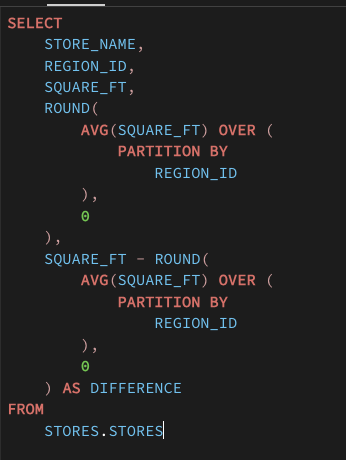 SELECT
    STORE_NAME,
    REGION_ID,
    SQUARE_FT,
    ROUND(
        AVG(SQUARE_FT) OVER (
            PARTITION BY
                REGION_ID
        ),
        0
    ),
    SQUARE_FT - ROUND(
        AVG(SQUARE_FT) OVER (
            PARTITION BY
                REGION_ID
        ),
        0
    ) AS DIFFERENCE
FROM
    STORES.STORES